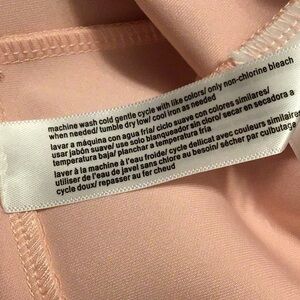 machine wash cold gentle cycle with like colors/ only non-chlorine bleach
when needed/ tumble dry low/ cool iron as needed
lavar a máquina con agua fría/ ciclo suave con colores similares/
usar jabón suave/ use solo blanqueador sin cloro/ secar en secadora a
temperatura baja/ planchar a temperatura fría
laver à la machine à l'eau froide/ cycle délicat couleurs similaires
utiliser de l'eau de javel sans chlore au besoin/ sécher par culbutage
cycle doux/ repasser au fer chaud